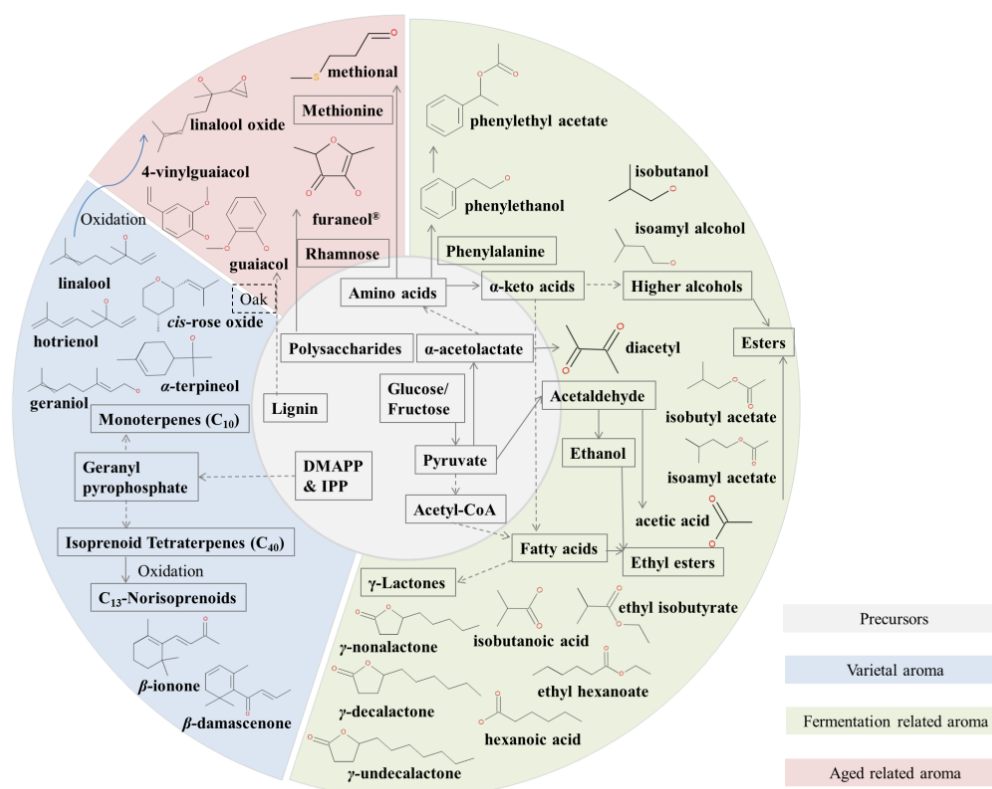 methional
Methionine
linalool oxide
4-vinylguaiacol
furaneol®
guaiacol
Rhamnose
Oak
Oxidation
linalool
cis-rose oxide
hotrienol
α-terpineol
geraniol
Monoterpenes (C10)
Geranyl
pyrophosphate
Isoprenoid Tetraterpenes (C40)
Oxidation
C13-Norisoprenoids
β-ionone
β-damascenone
Amino acids
Polysaccharides
α-acetolactate
Glucose/
Fructose
Lignin
Pyruvate
DMAPP
& IPP
Acetyl-CoA
phenylethyl acetate
phenylethanol
Phenylalanine
isobutanol
isoamyl alcohol
α-keto acids
Higher alcohols
diacetyl
Esters
Acetaldehyde
isobutyl acetate
Ethanol
isoamyl acetate
acetic acid
Fatty acids
Ethyl esters
γ-Lactones
ethyl isobutyrate
isobutanoic acid
γ-nonalactone
ethyl hexanoate
γ-decalactone
hexanoic acid
γ-undecalactone
Precursors
Varietal aroma
Fermentation related aroma
Aged related aroma